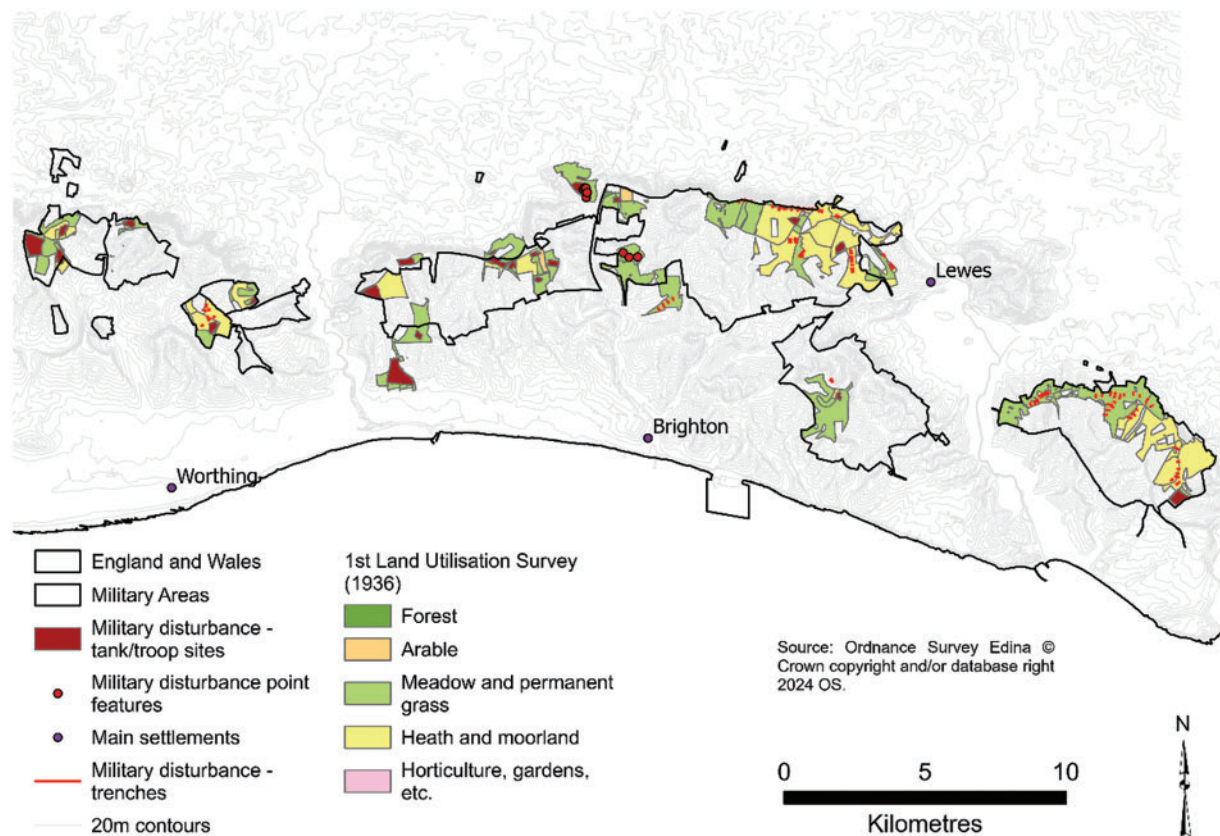 Lewes
Brighton
Worthing
England and Wales
Military Areas
Military disturbance -
tank/troop sites
Military disturbance point
features
Main settlements
Military disturbance -
trenches
20m contours
1st Land Utilisation Survey
(1936)
Forest
Arable
Meadow and permanent
grass
Heath and moorland
Horticulture, gardens,
etc.
Source: Ordnance Survey Edina ©
Crown copyright and/or database right
2024 OS.
0 5 10
Kilometres
N